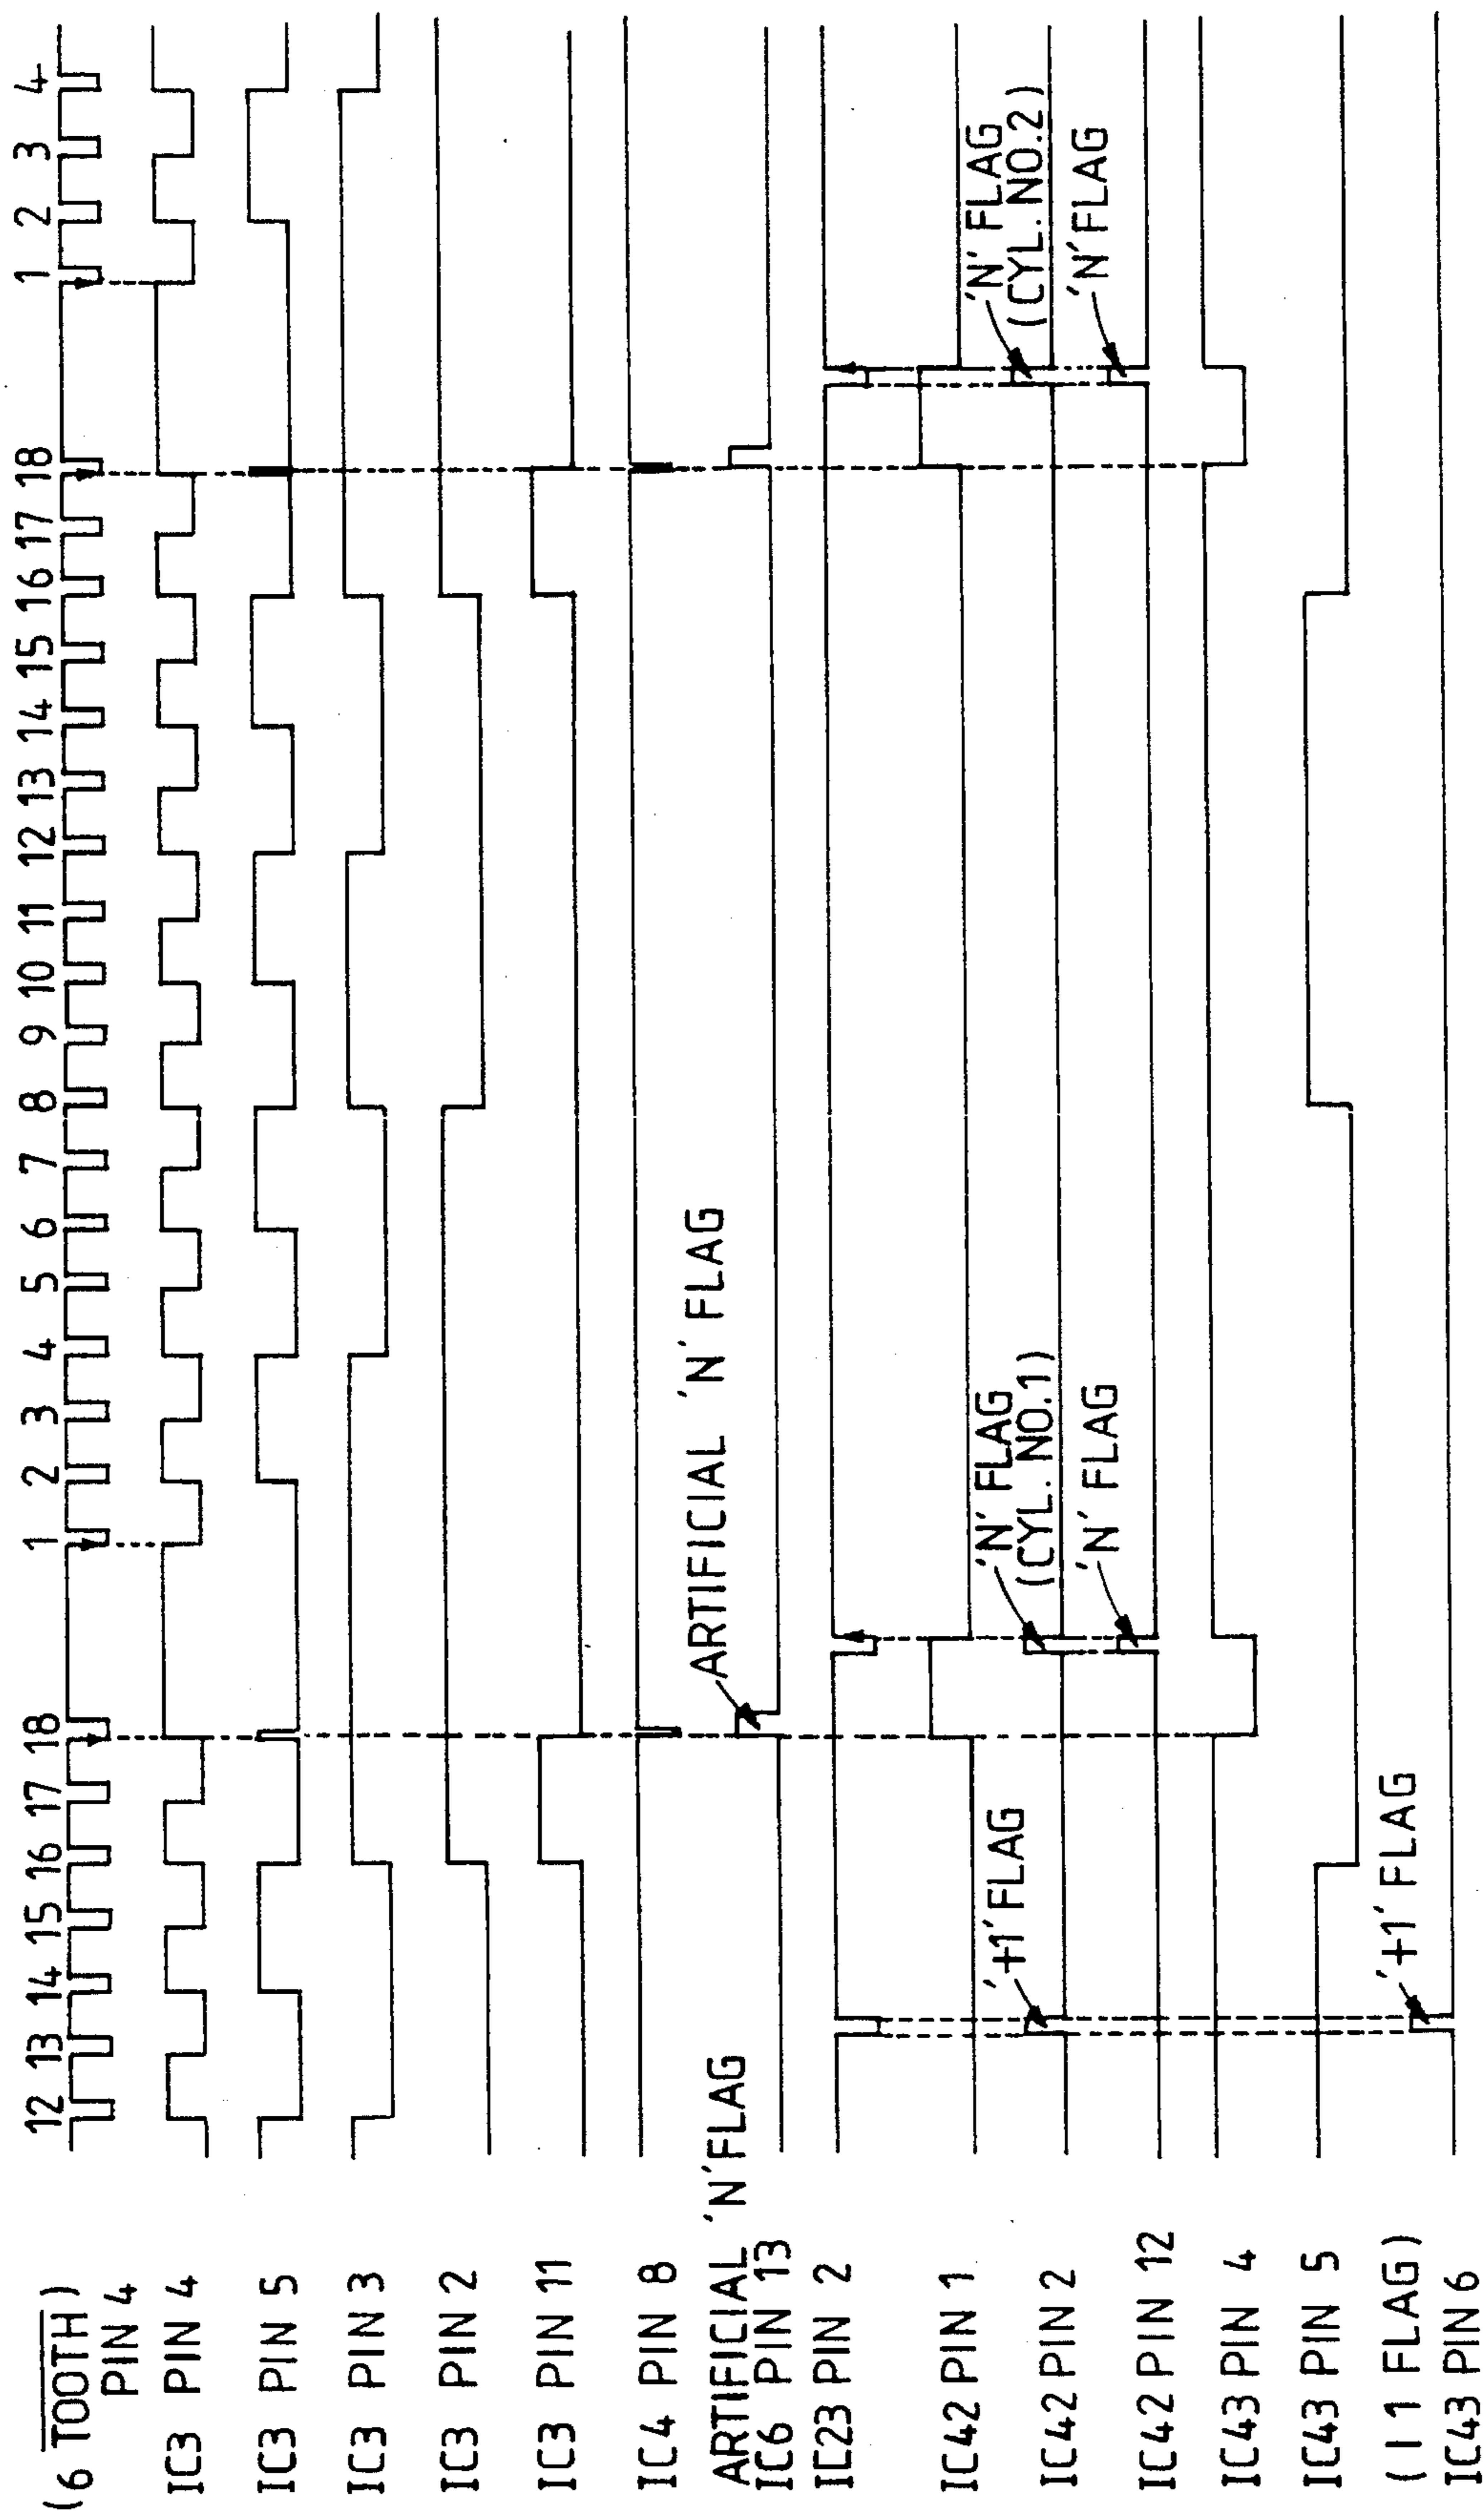 12 13 14 15 16 17 18 1 2 3 4 5 6 7 8 9 10 11 12 13 14 15 16 17 18 1 2 3 4
(6 TOOTH)
PIN 4
IC3 PIN 4
IC3 PIN 5
IC3 PIN 3
IC3 PIN 2
IC3 PIN 11
IC4 PIN 8
ARTIFICIAL 'N' FLAG
ARTIFICIAL 'N'FLAG
IC6 PIN 13
IC23 PIN 2
IC42 PIN 1
'+1' FLAG
'N' FLAG
(CYL. NO.1)
'N' FLAG
(CYL. NO.2)
IC42 PIN 2
'N' FLAG
'N' FLAG
IC42 PIN 12
IC43 PIN 4
IC43 PIN 5
'+1' FLAG
(I 1 FLAG)
IC43 PIN 6